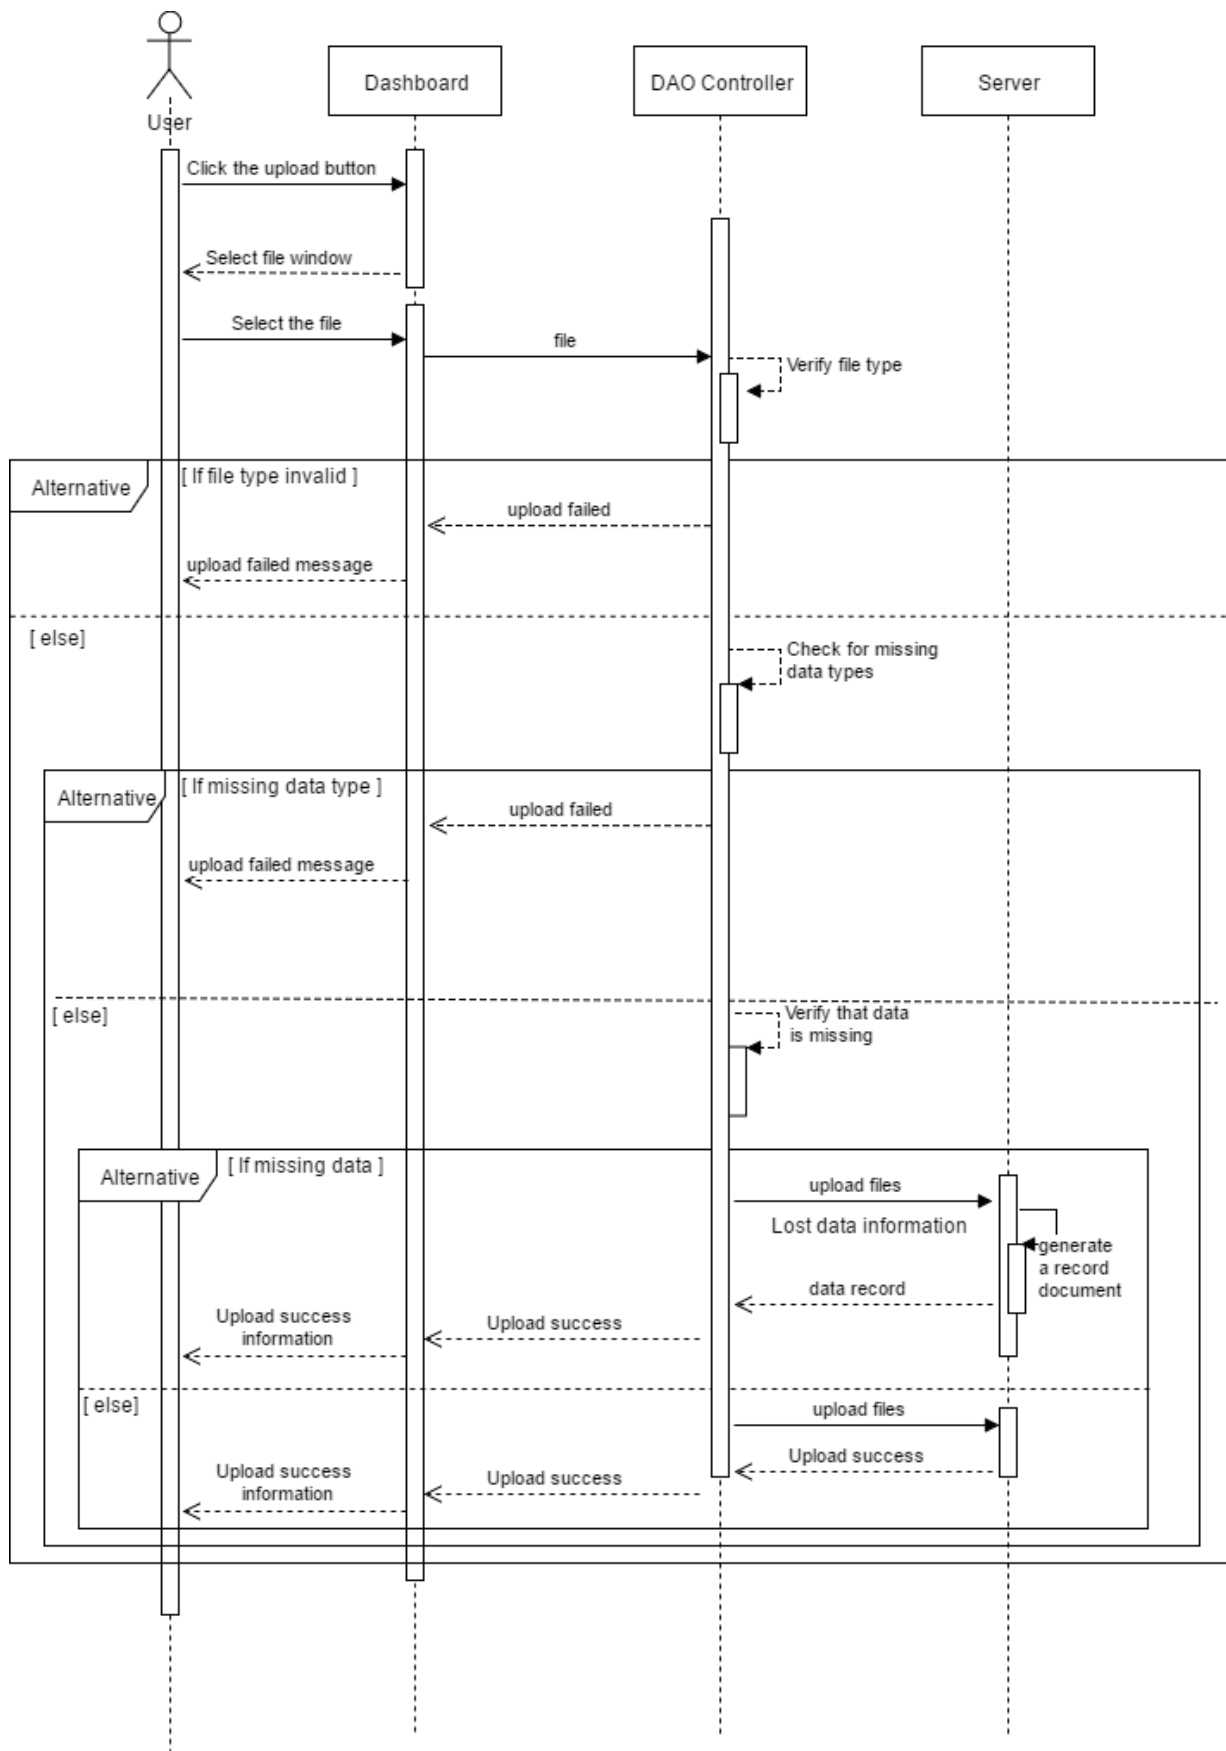 User
Dashboard
DAO Controller
Server
Click the upload button
Select file window
Select the file
file
Verify file type
Alternative
[ If file type invalid ]
upload failed
upload failed message
[ else]
Check for missing
data types
Alternative
[ If missing data type ]
upload failed
upload failed message
[ else]
Verify that data
is missing
Alternative
[ If missing data ]
upload files
Lost data information
generate
a record
document
data record
Upload success
Upload success
information
[ else]
upload files
Upload success
Upload success
Upload success
information